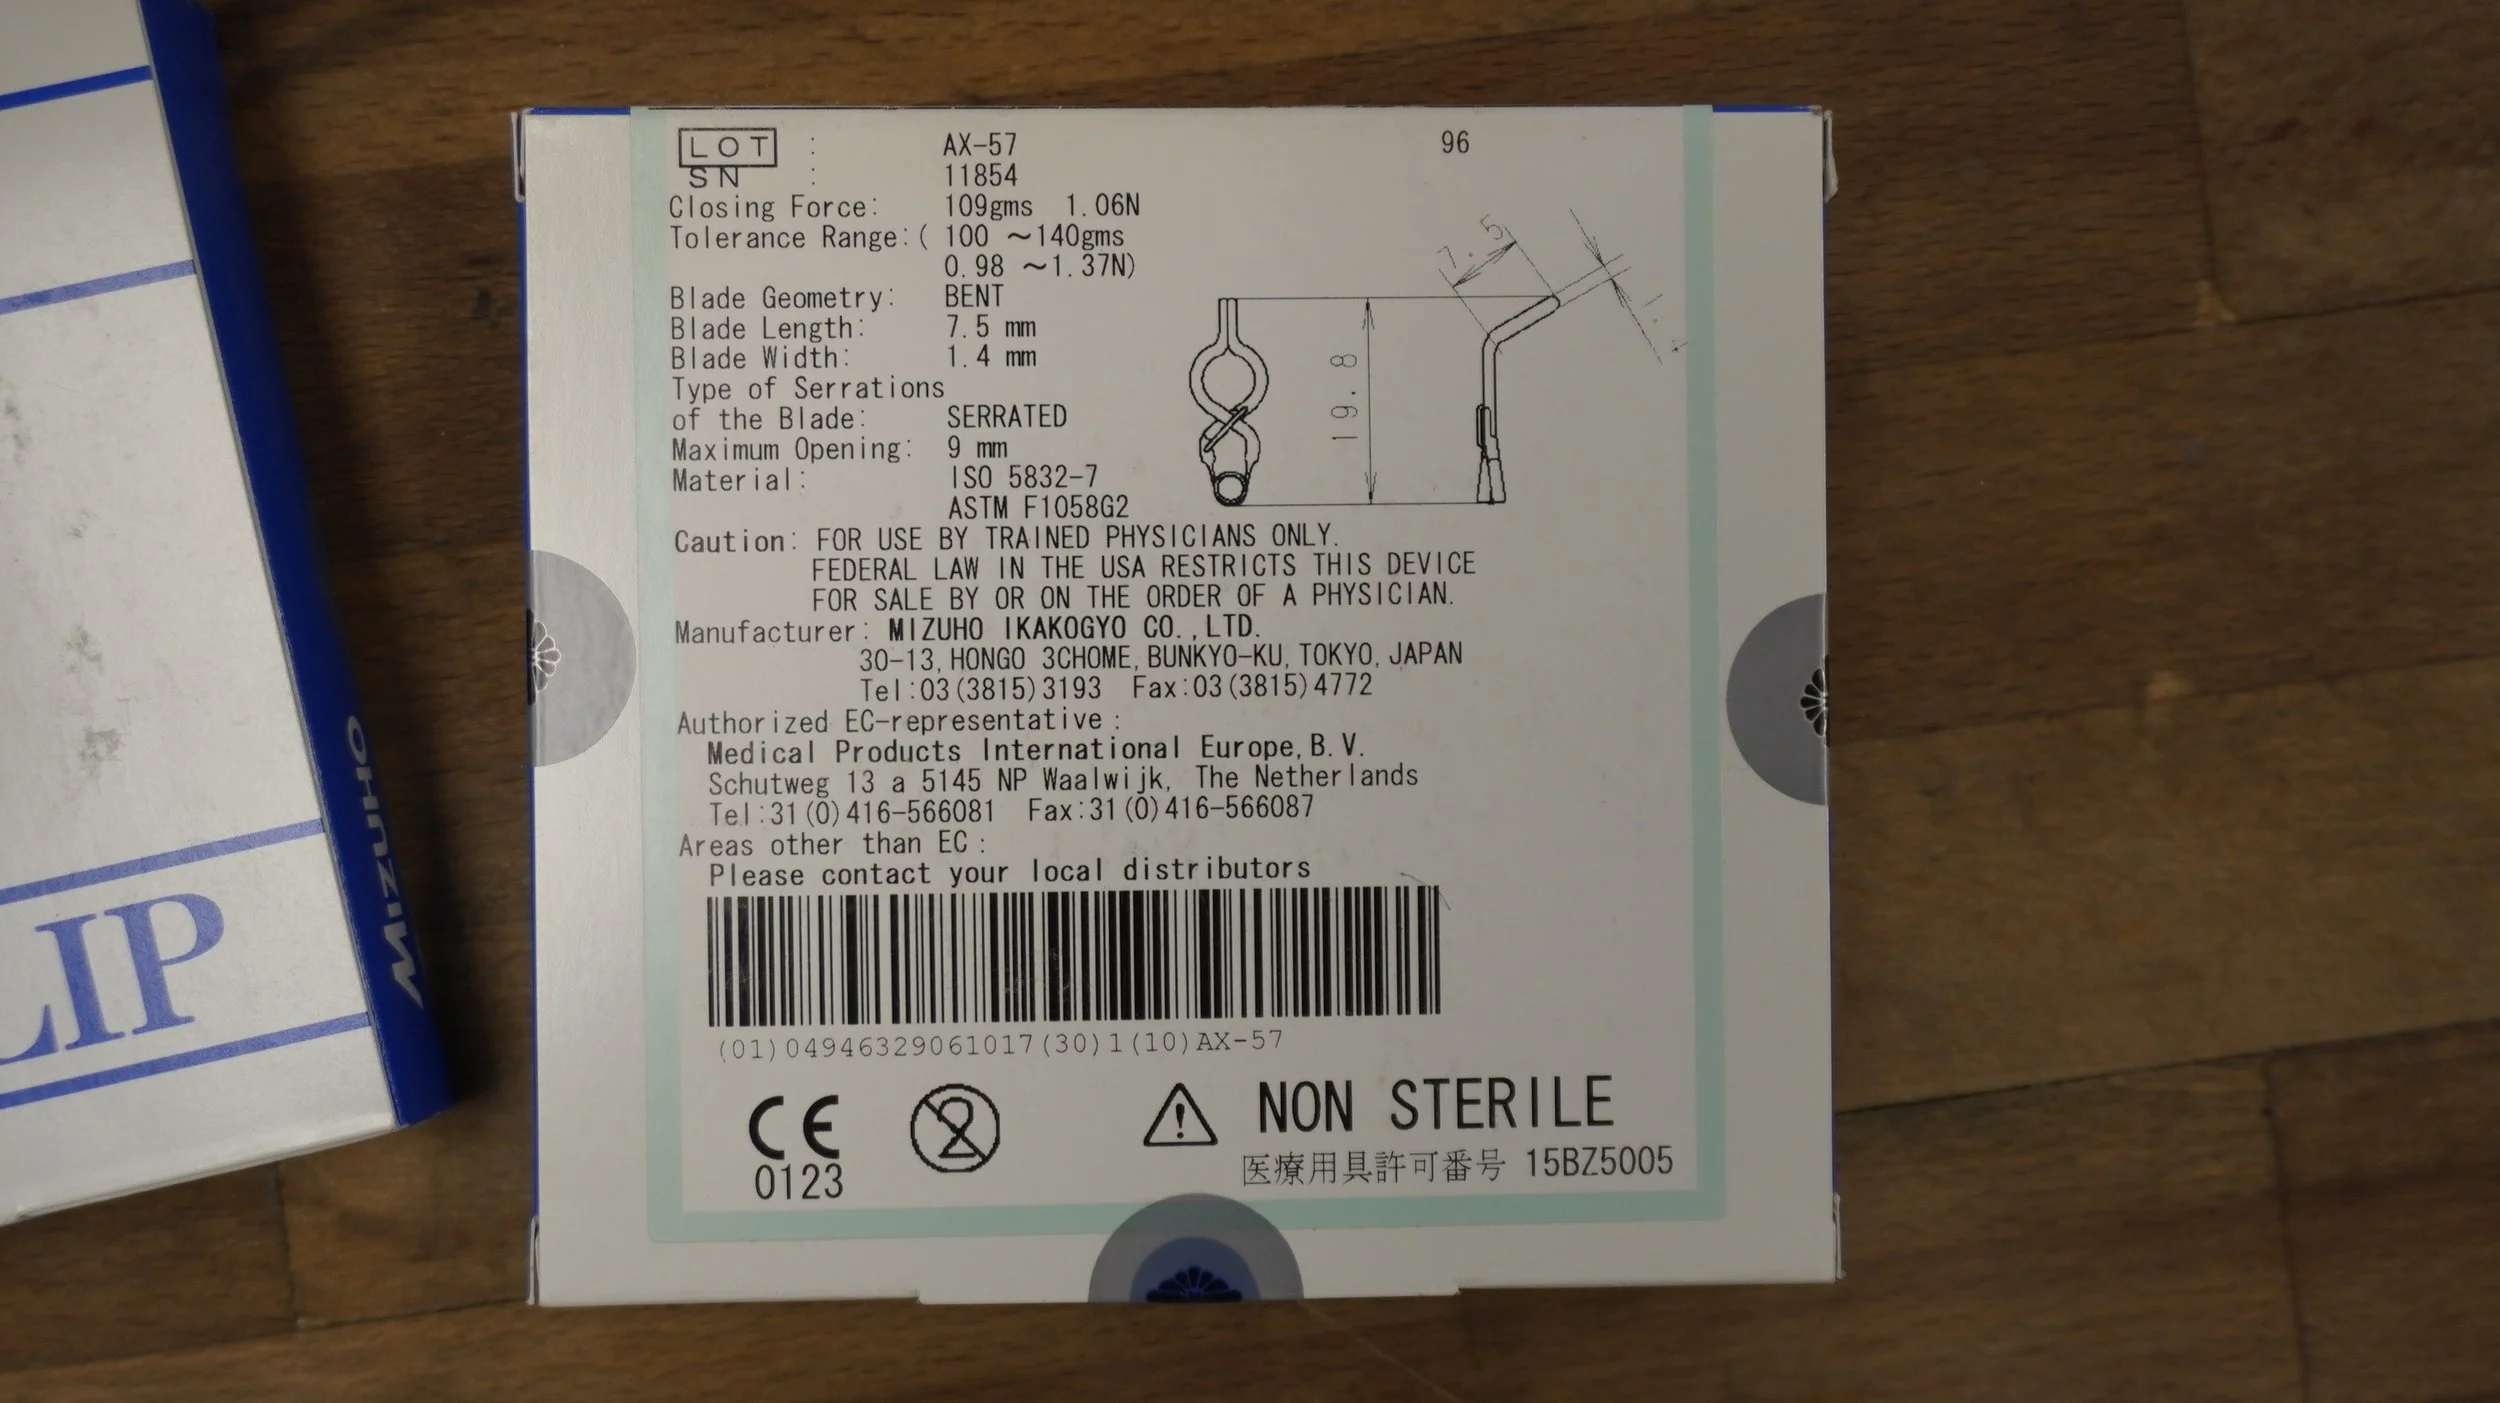 LOT : AX-57 96
SN : 11854
Closing Force: 109gms 1.06N
Tolerance Range:( 100 ~140gms
0.98 ~1.37N)
Blade Geometry: BENT
Blade Length: 7.5 mm
Blade Width: 1.4 mm
Type of Serrations
of the Blade: SERRATED
Maximum Opening: 9 mm
Material: ISO 5832-7
ASTM F1058G2
7.5
1.4
19.8
Caution: FOR USE BY TRAINED PHYSICIANS ONLY.
FEDERAL LAW IN THE USA RESTRICTS THIS DEVICE
FOR SALE BY OR ON THE ORDER OF A PHYSICIAN.
Manufacturer: MIZUHO IKAKOGYO CO.,LTD.
30-13, HONGO 3CHOME, BUNKYO-KU, TOKYO, JAPAN
Tel:03(3815)3193 Fax:03(3815)4772
Authorized EC-representative:
Medical Products International Europe, B.V.
Schutweg 13 a 5145 NP Waalwijk, The Netherlands
Tel:31(0)416-566081 Fax:31(0)416-566087
Areas other than EC:
Please contact your local distributors
(01)04946329061017(30)1(10)AX-57
CE
0123
2
NON STERILE
医療用具許可番号 15BZ5005
MIZUHO
LIP